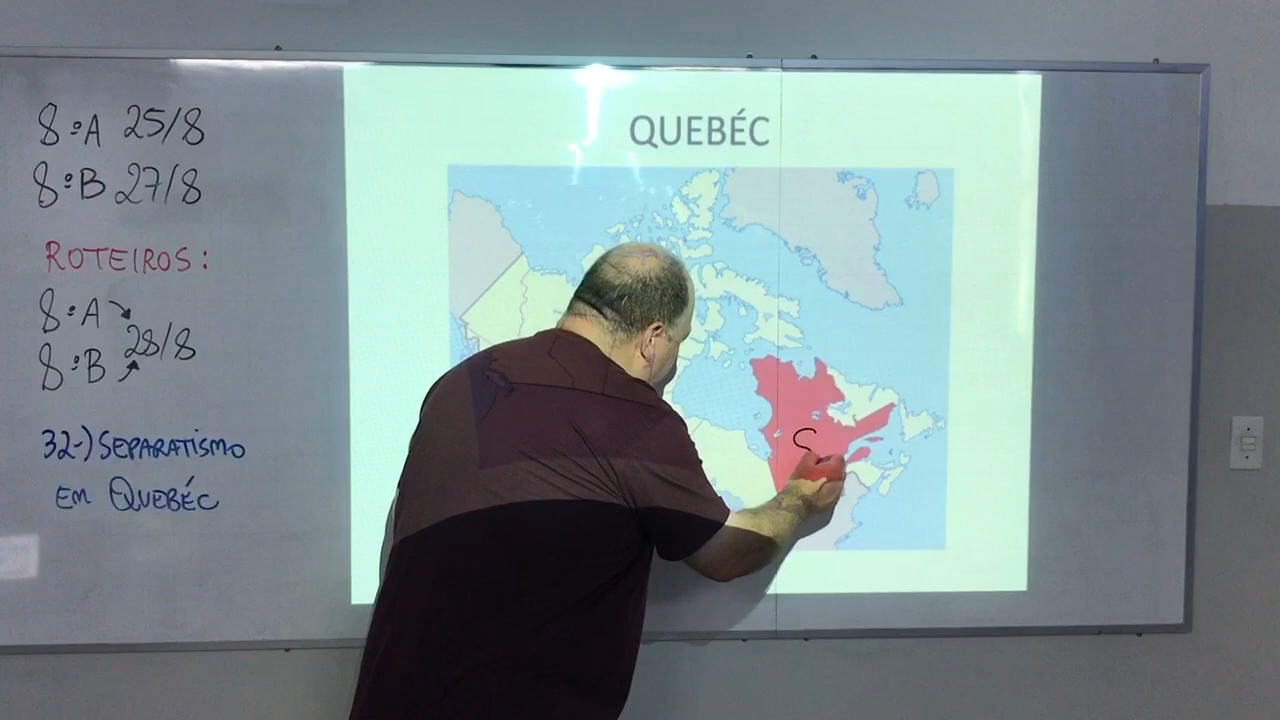 8ºA 25/8
8ºB 27/8
ROTEIROS:
8ºA
28/8
8ºB
32-) SEPARATISMO
EM QUEBÉC
QUEBÉC
S